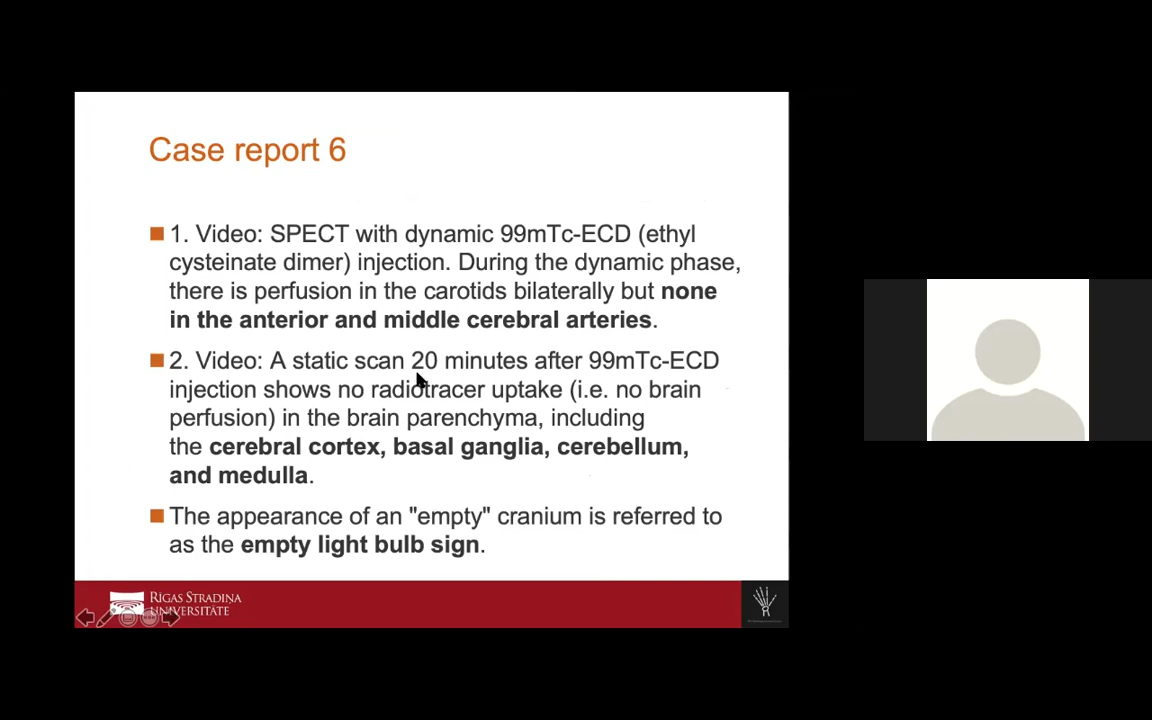 Case report 6
1. Video: SPECT with dynamic 99mTc-ECD (ethyl
cysteinate dimer) injection. During the dynamic phase,
there is perfusion in the carotids bilaterally but none
in the anterior and middle cerebral arteries.
2. Video: A static scan 20 minutes after 99mTc-ECD
injection shows no radiotracer uptake (i.e. no brain
perfusion) in the brain parenchyma, including
the cerebral cortex, basal ganglia, cerebellum,
and medulla.
The appearance of an "empty" cranium is referred to
as the empty light bulb sign.
RĪGAS STRADIŅA
UNIVERSITĀTE